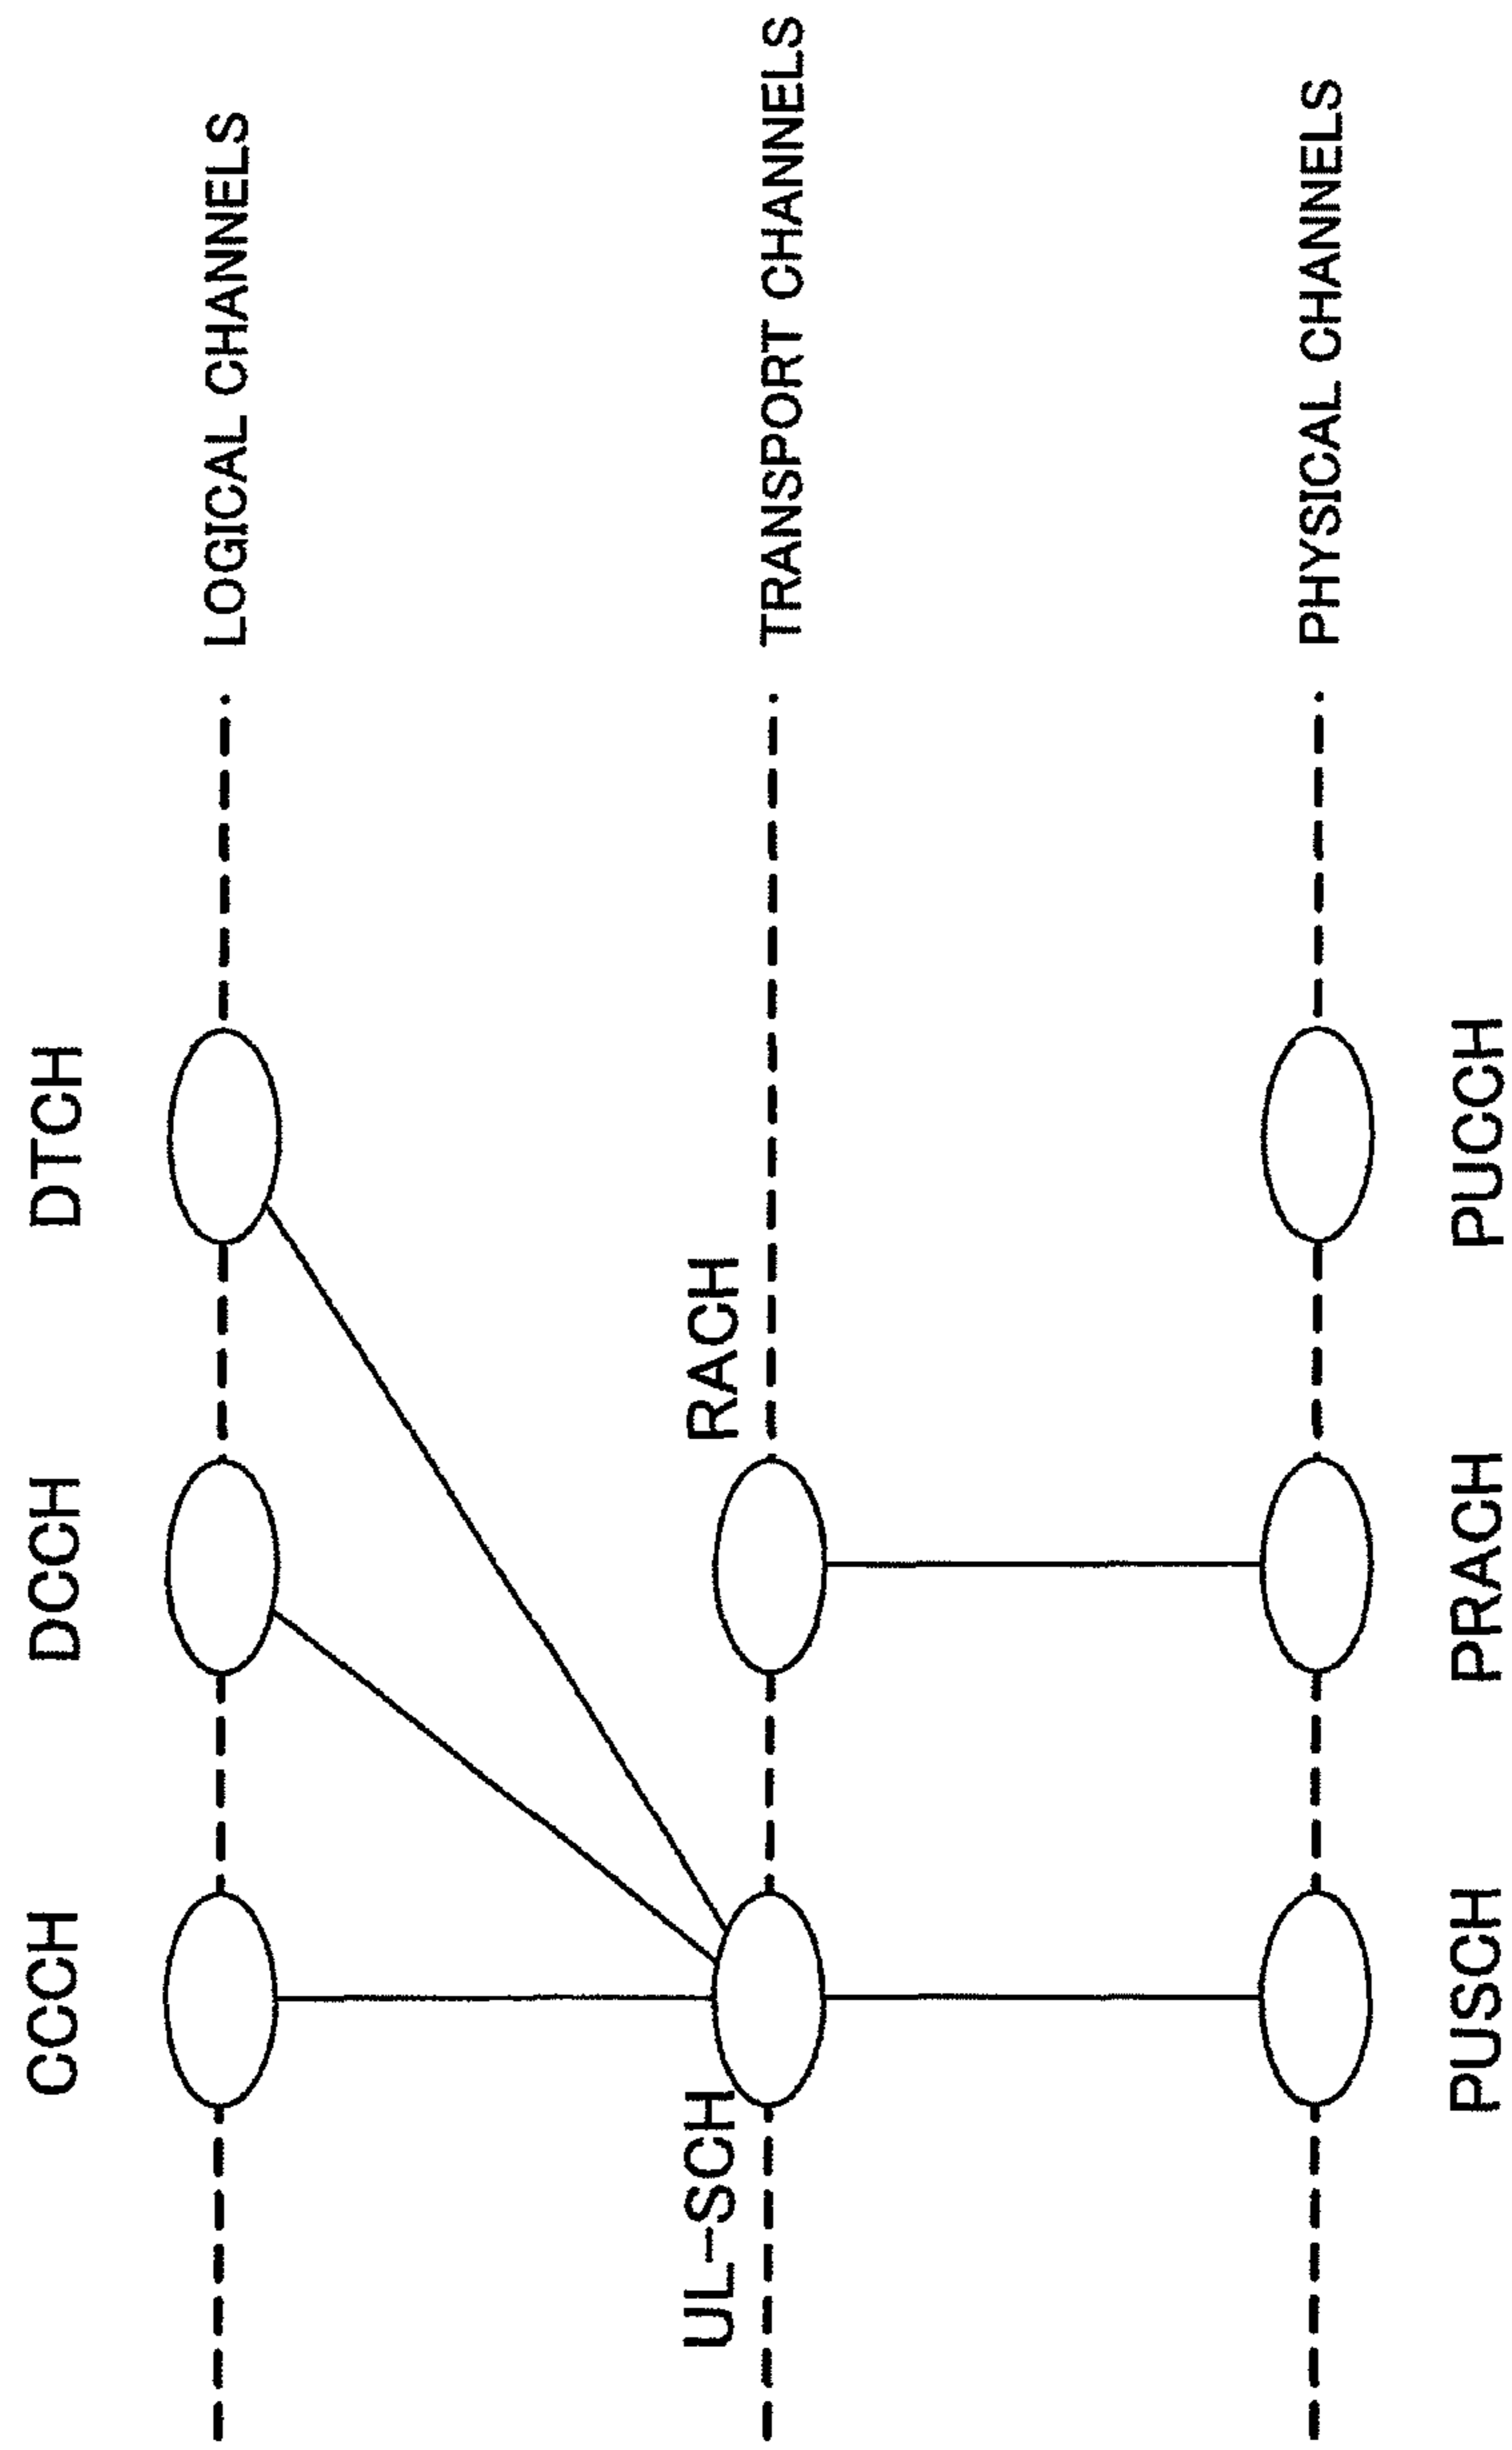 CCCH
DCCH
DTCH
LOGICAL CHANNELS
UL-SCH
RACH
TRANSPORT CHANNELS
PHYSICAL CHANNELS
PUSCH
PRACH
PUCCH